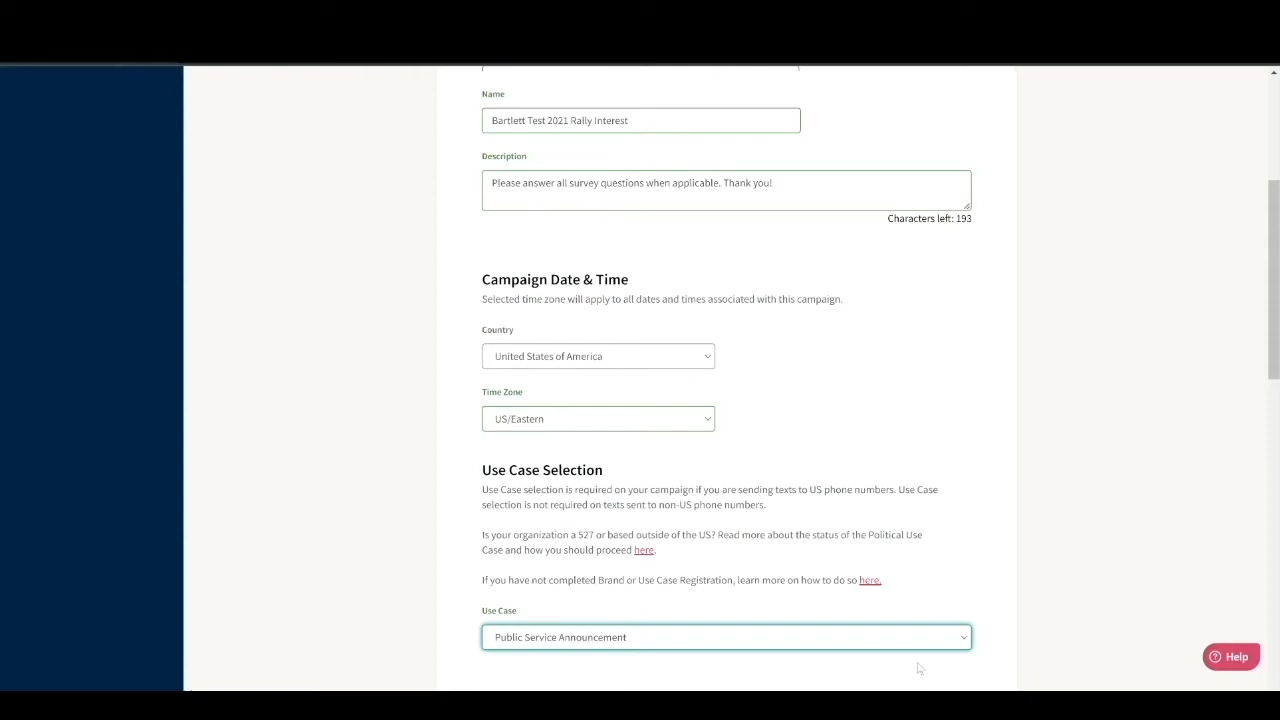 Name
Bartlett Test 2021 Rally Interest
Description
Please answer all survey questions when applicable. Thank you!
Characters left: 193
Campaign Date & Time
Selected time zone will apply to all dates and times associated with this campaign.
Country
United States of America
Time Zone
US/Eastern
Use Case Selection
Use Case selection is required on your campaign if you are sending texts to US phone numbers. Use Case
selection is not required on texts sent to non-US phone numbers.
Is your organization a 527 or based outside of the US? Read more about the status of the Political Use
Case and how you should proceed here.
If you have not completed Brand or Use Case Registration, learn more on how to do so here.
Use Case
Public Service Announcement
Help